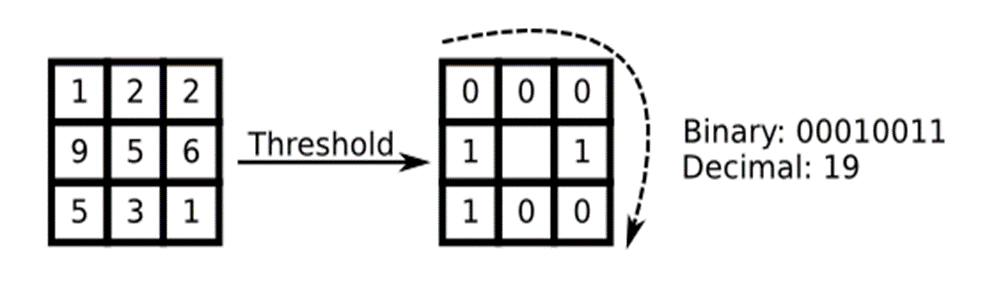 1 2 2
9 5 6
5 3 1
Threshold
0 0 0
1 1
1 0 0
Binary: 00010011
Decimal: 19